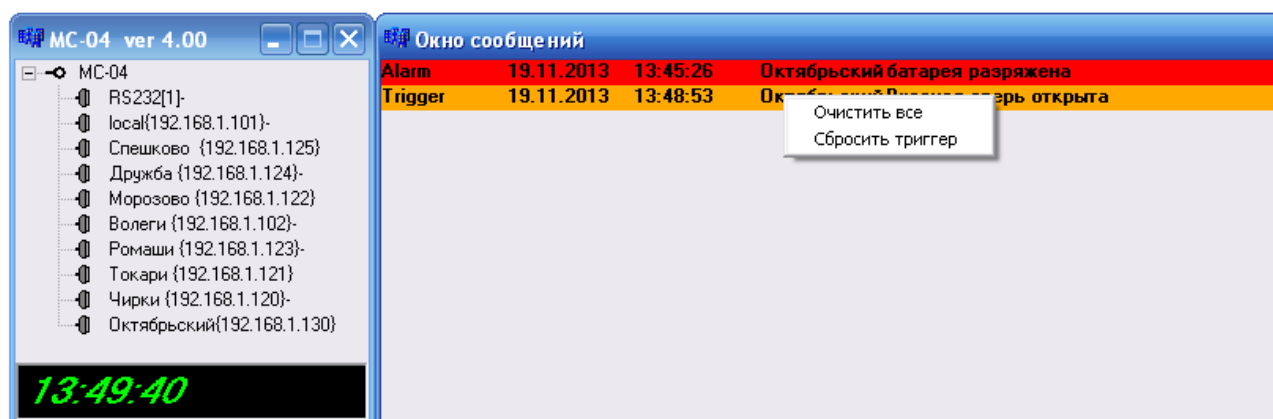 МС-04 ver 4.00
МС-04
RS232[1]-
local{192.168.1.101}-
Спешково {192.168.1.125}
Дружба {192.168.1.124}-
Морозово {192.168.1.122}
Волеги {192.168.1.102}-
Ромаши {192.168.1.123}-
Токари {192.168.1.121}
Чирки {192.168.1.120}-
Октябрьский{192.168.1.130}
13:49:40
Окно сообщений
Alarm 19.11.2013 13:45:26 Октябрьский батарея разряжена
Trigger 19.11.2013 13:48:53 открыта
Очистить все
Сбросить триггер